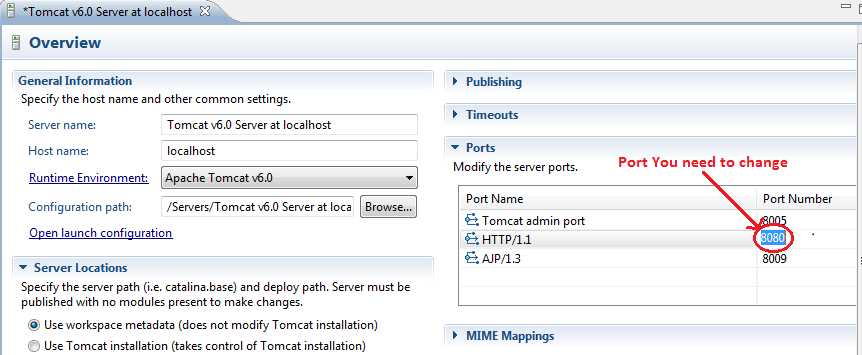 *Tomcat v6.0 Server at localhost
Overview
General Information
Specify the host name and other common settings.
Server name: Tomcat v6.0 Server at localhost
Host name: localhost
Runtime Environment: Apache Tomcat v6.0
Configuration path: /Servers/Tomcat v6.0 Server at loca Browse...
Open launch configuration
Server Locations
Specify the server path (i.e. catalina.base) and deploy path. Server must be
published with no modules present to make changes.
Use workspace metadata (does not modify Tomcat installation)
Use Tomcat installation (takes control of Tomcat installation)
Publishing
Timeouts
Ports
Modify the server ports.
Port You need to change
Port Name Port Number
Tomcat admin port 8005
HTTP/1.1 8080
AJP/1.3 8009
MIME Mappings